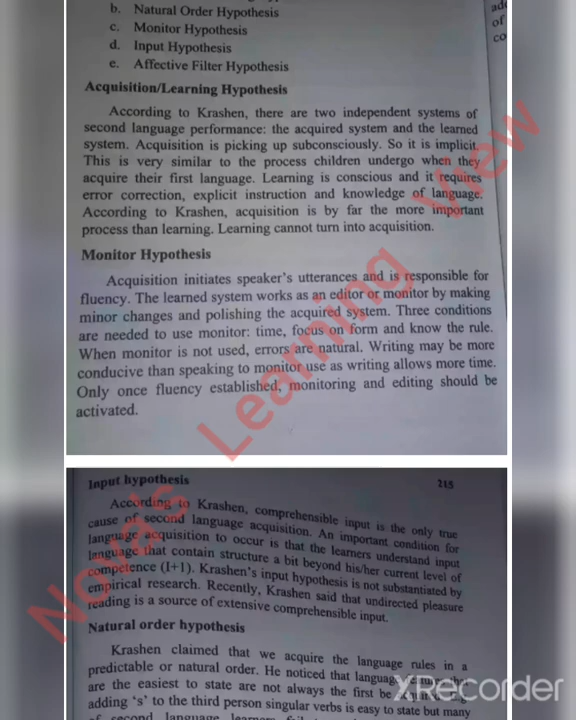 b. Natural Order Hypothesis
c. Monitor Hypothesis
d. Input Hypothesis
e. Affective Filter Hypothesis
Acquisition/Learning Hypothesis
According to Krashen, there are two independent systems of
second language performance: the acquired system and the learned
system. Acquisition is picking up subconsciously. So it is implicit.
This is very similar to the process children undergo when they
acquire their first language. Learning is conscious and it requires
error correction, explicit instruction and knowledge of language.
According to Krashen, acquisition is by far the more important
process than learning. Learning cannot turn into acquisition.
Monitor Hypothesis
Acquisition initiates speaker's utterances and is responsible for
fluency. The learned system works as an editor or monitor by making
minor changes and polishing the acquired system. Three conditions
are needed to use monitor: time, focus on form and know the rule.
When monitor is not used, errors are natural. Writing may be more
conducive than speaking to monitor use as writing allows more time.
Only once fluency established, monitoring and editing should be
activated.
of
co
Input hypothesis 215
According to Krashen, comprehensible input is the only true
cause of second language acquisition. An important condition for
language acquisition to occur is that the learners understand input
language that contain structure a bit beyond his/her current level of
competence (I+1). Krashen's input hypothesis is not substantiated by
empirical research. Recently, Krashen said that undirected pleasure
reading is a source of extensive comprehensible input.
Natural order hypothesis
Krashen claimed that we acquire the language rules in a
predictable or natural order. He noticed that language
are the easiest to state are not always the first be
adding 's' to the third person singular verbs is easy to state but many
of second language
Nova's Learning View
XRecorder